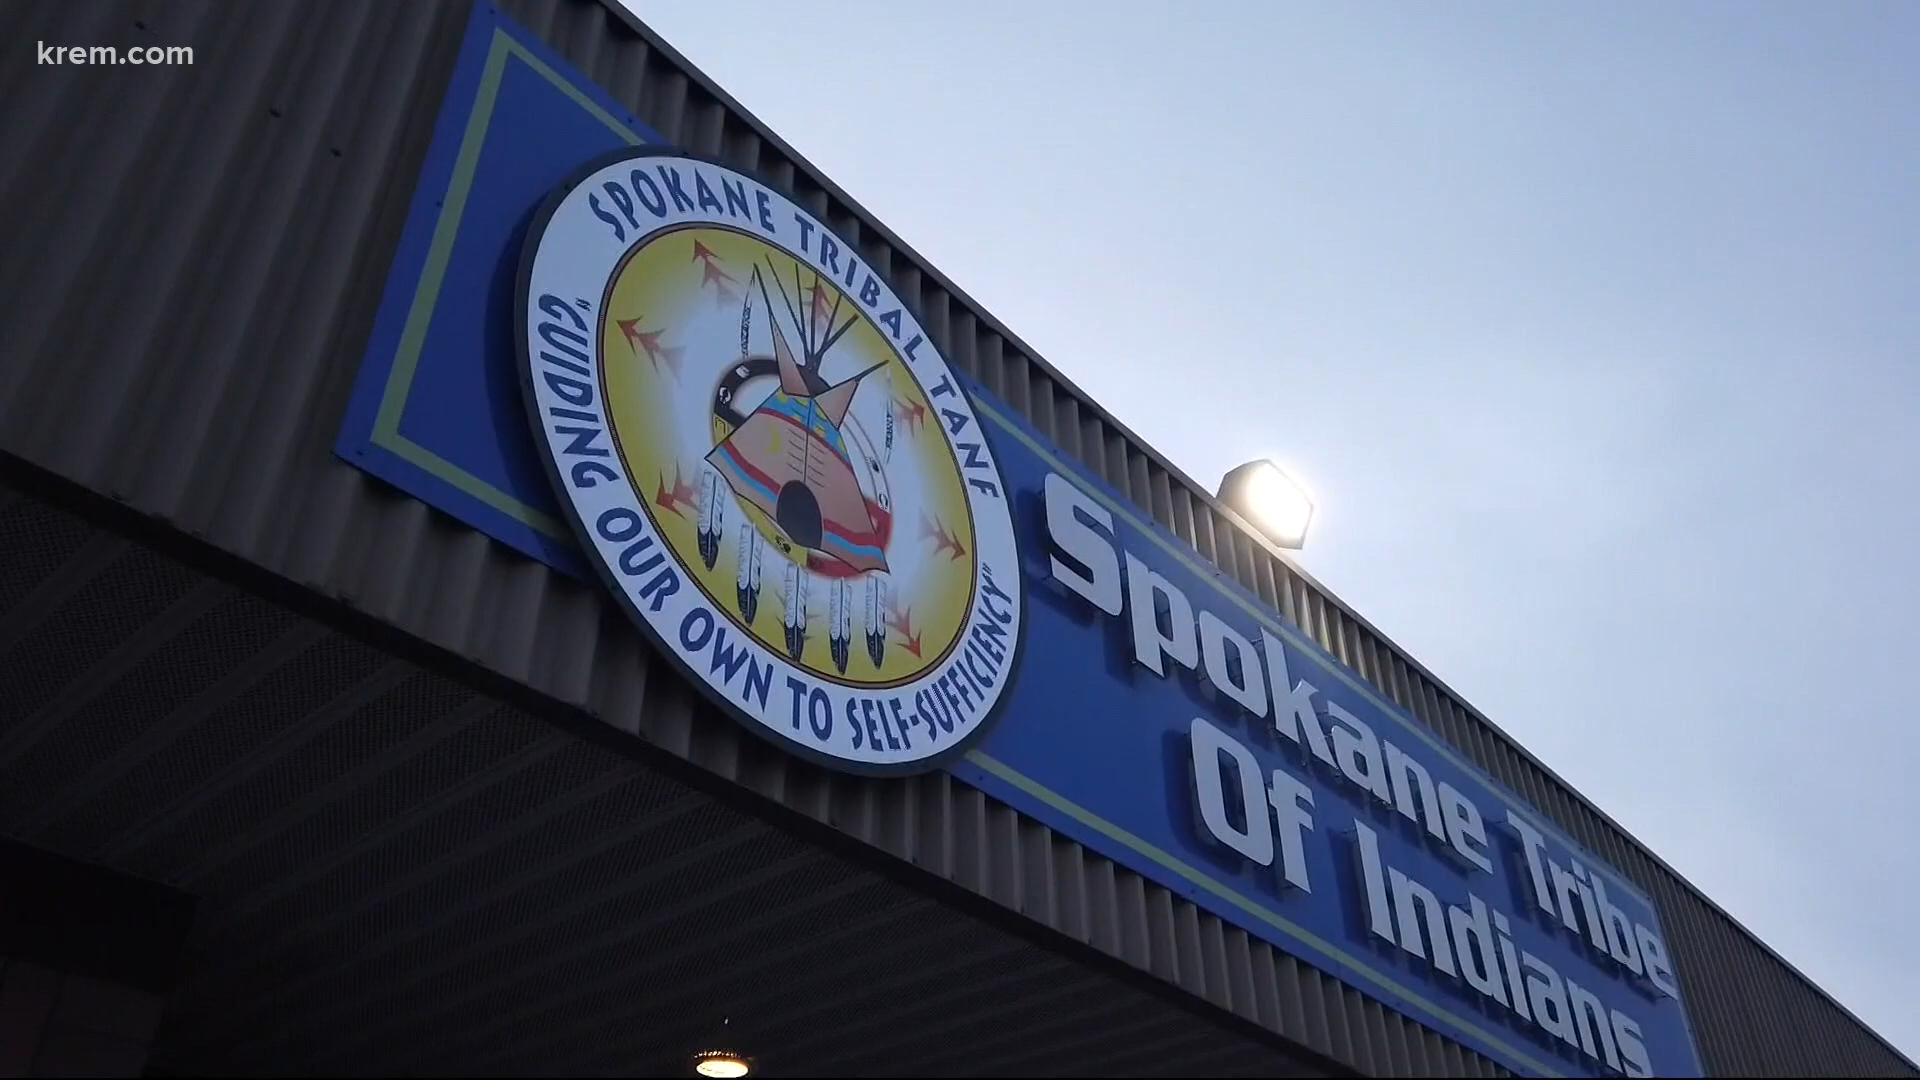 krem.com
SPOKANE TRIBAL TANF
"GUIDING OUR OWN TO SELF-SUFFICIENCY"
Spokane Tribe
Of Indians